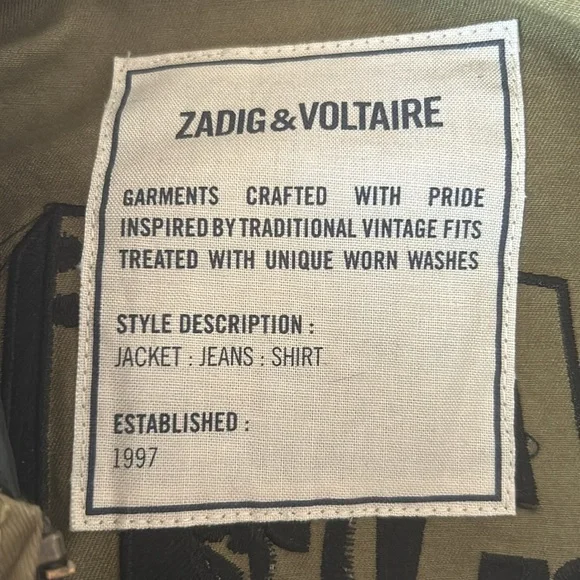 ZADIG&VOLTAIRE
GARMENTS CRAFTED WITH PRIDE
INSPIRED BY TRADITIONAL VINTAGE FITS
TREATED WITH UNIQUE WORN WASHES
STYLE DESCRIPTION :
JACKET : JEANS : SHIRT
ESTABLISHED :
1997